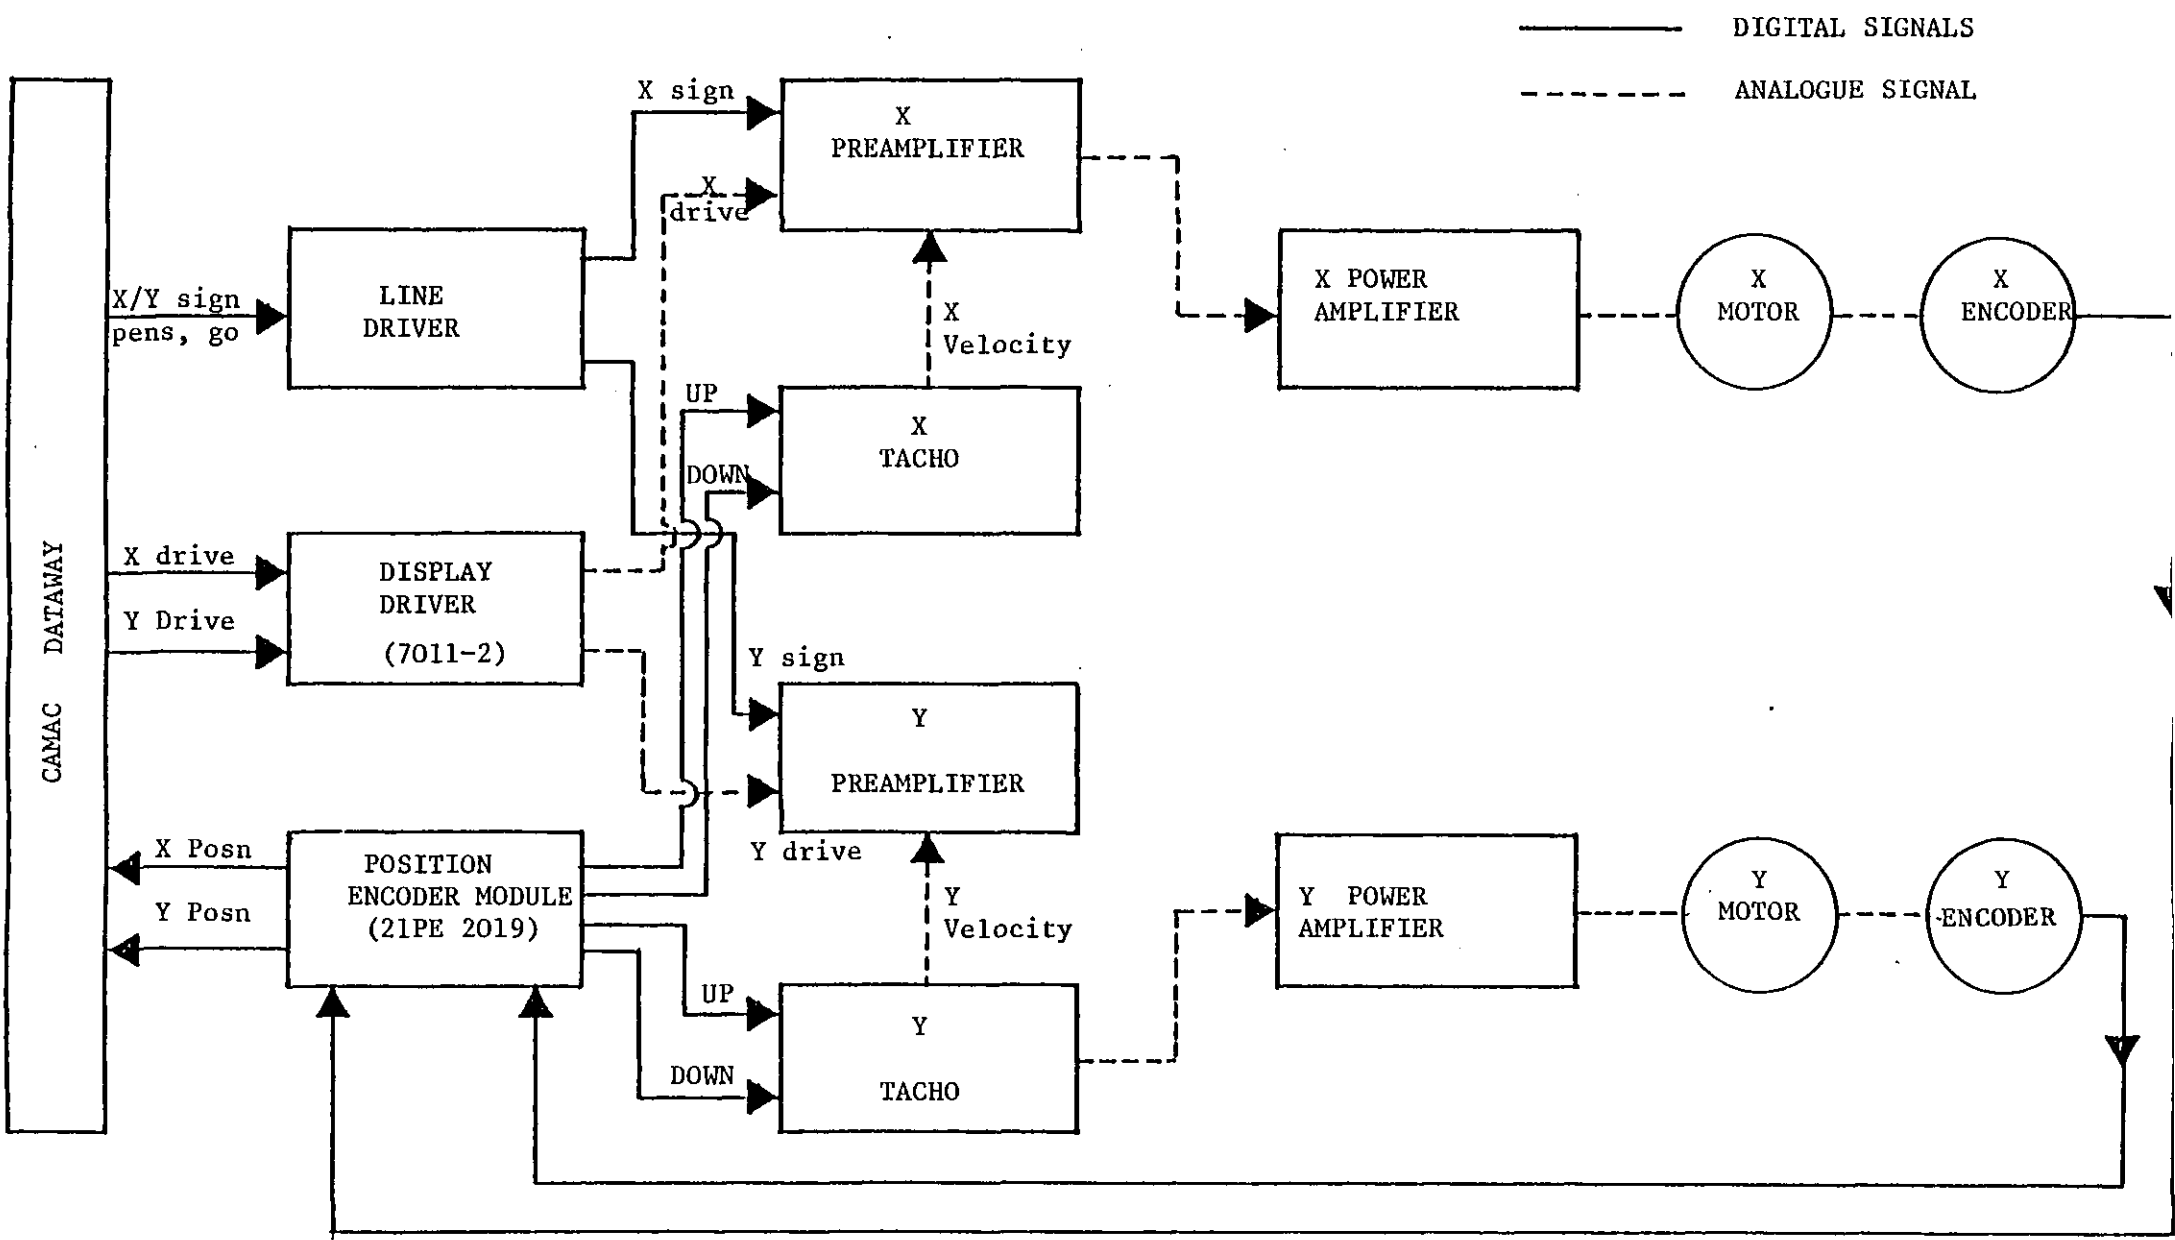 DIGITAL SIGNALS
ANALOGUE SIGNAL
CAMAC DATAWAY
X/Y sign
pens, go
LINE
DRIVER
X sign
X
drive
X
PREAMPLIFIER
X
Velocity
UP
DOWN
X
TACHO
X POWER
AMPLIFIER
X
MOTOR
X
ENCODER
X drive
Y Drive
DISPLAY
DRIVER
(7011-2)
Y sign
Y
PREAMPLIFIER
Y drive
X Posn
Y Posn
POSITION
ENCODER MODULE
(21PE 2019)
Y
Velocity
UP
DOWN
Y
TACHO
Y POWER
AMPLIFIER
Y
MOTOR
Y
ENCODER